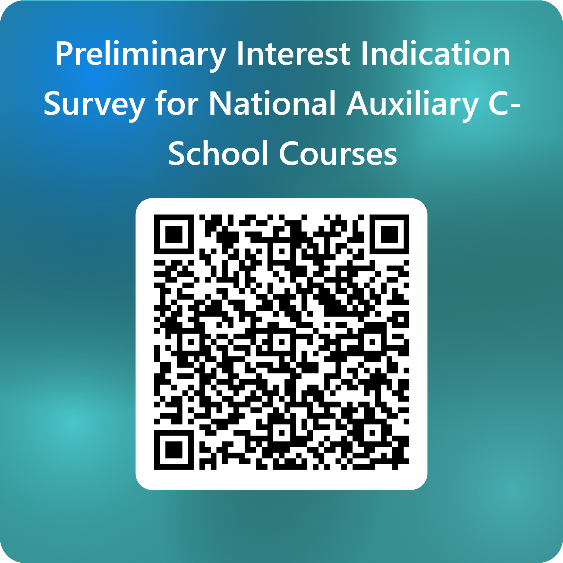 Preliminary Interest Indication
Survey for National Auxiliary C-
School Courses